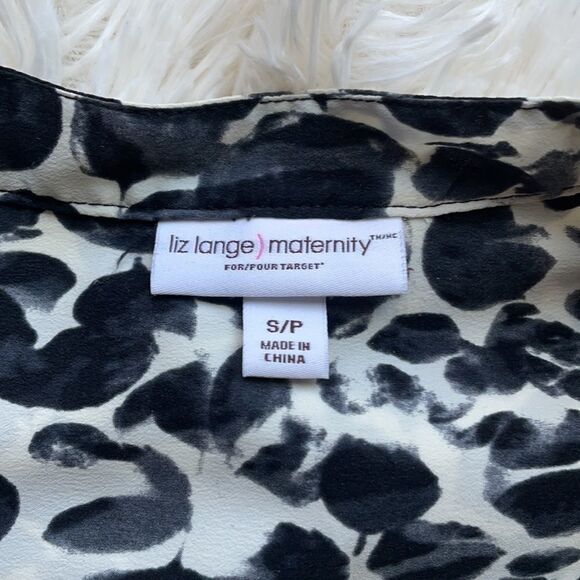 liz lange) maternity TM/MC
FOR/POUR TARGET*
S/P
MADE IN
CHINA